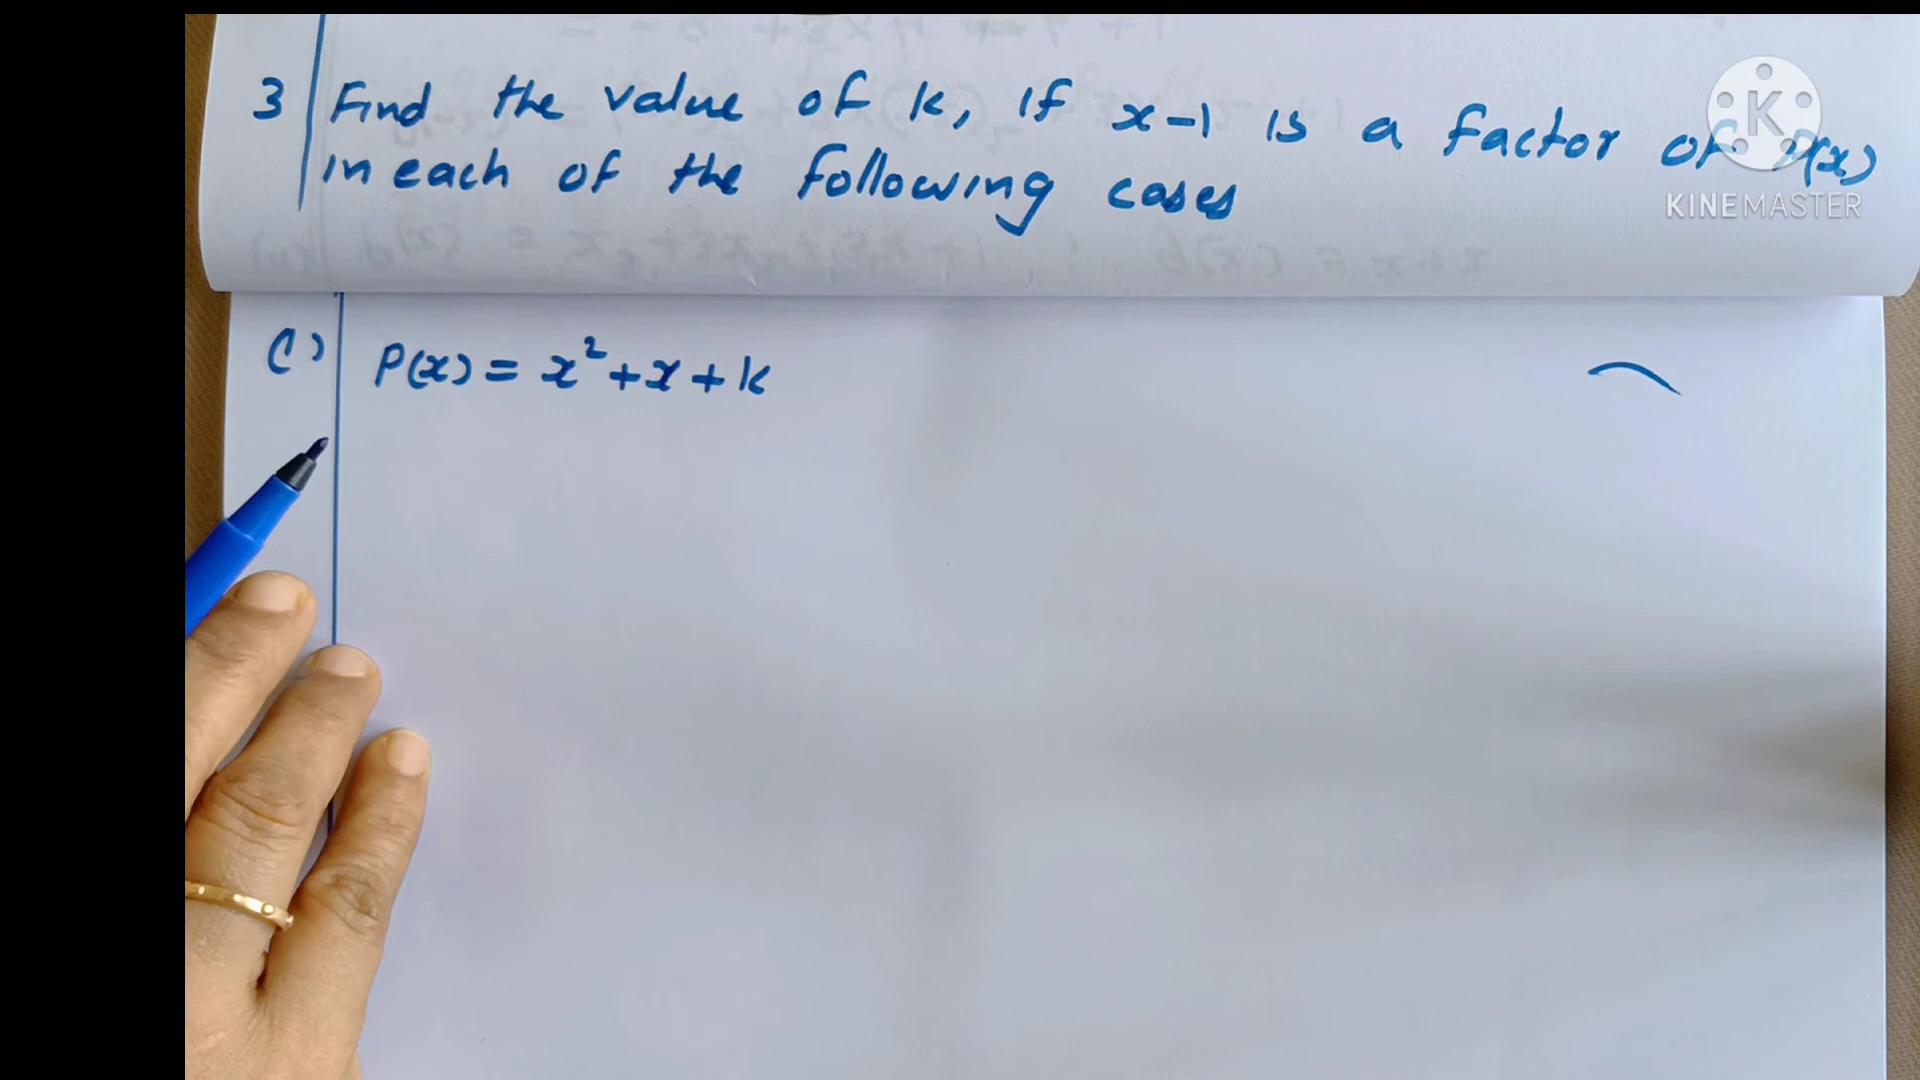 3 Find the value of k, if x-1 is a factor of P(x)
in each of the following cases
KINEMASTER
(i) P(x) = x² + x + k